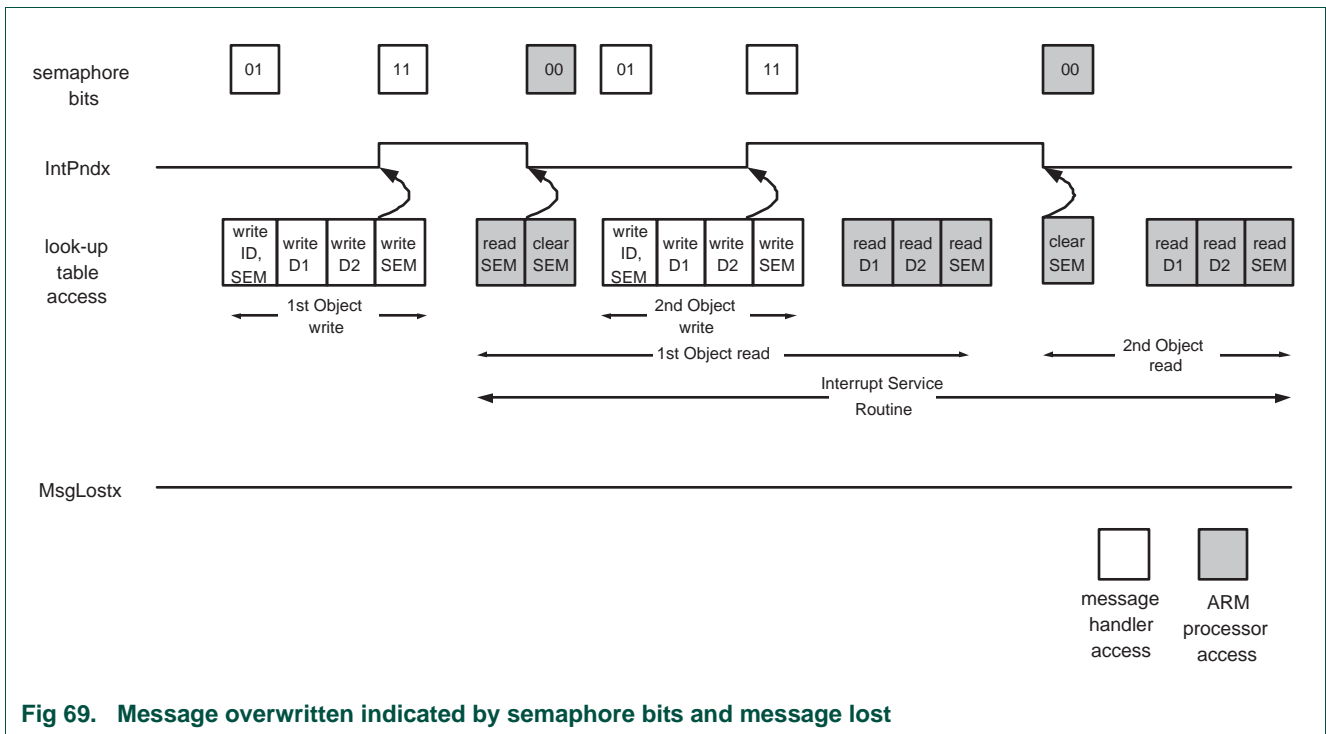 01
11
00
01
11
00
semaphore
bits
IntPndx
look-up
table
access
write
ID,
SEM
write
D1
write
D2
write
SEM
read
SEM
clear
SEM
write
ID,
SEM
write
D1
write
D2
write
SEM
read
D1
read
D2
read
SEM
clear
SEM
read
D1
read
D2
read
SEM
1st Object
write
2nd Object
write
1st Object read
2nd Object
read
Interrupt Service
Routine
MsgLostx
message
handler
access
ARM
processor
access
Fig 69. Message overwritten indicated by semaphore bits and message lost